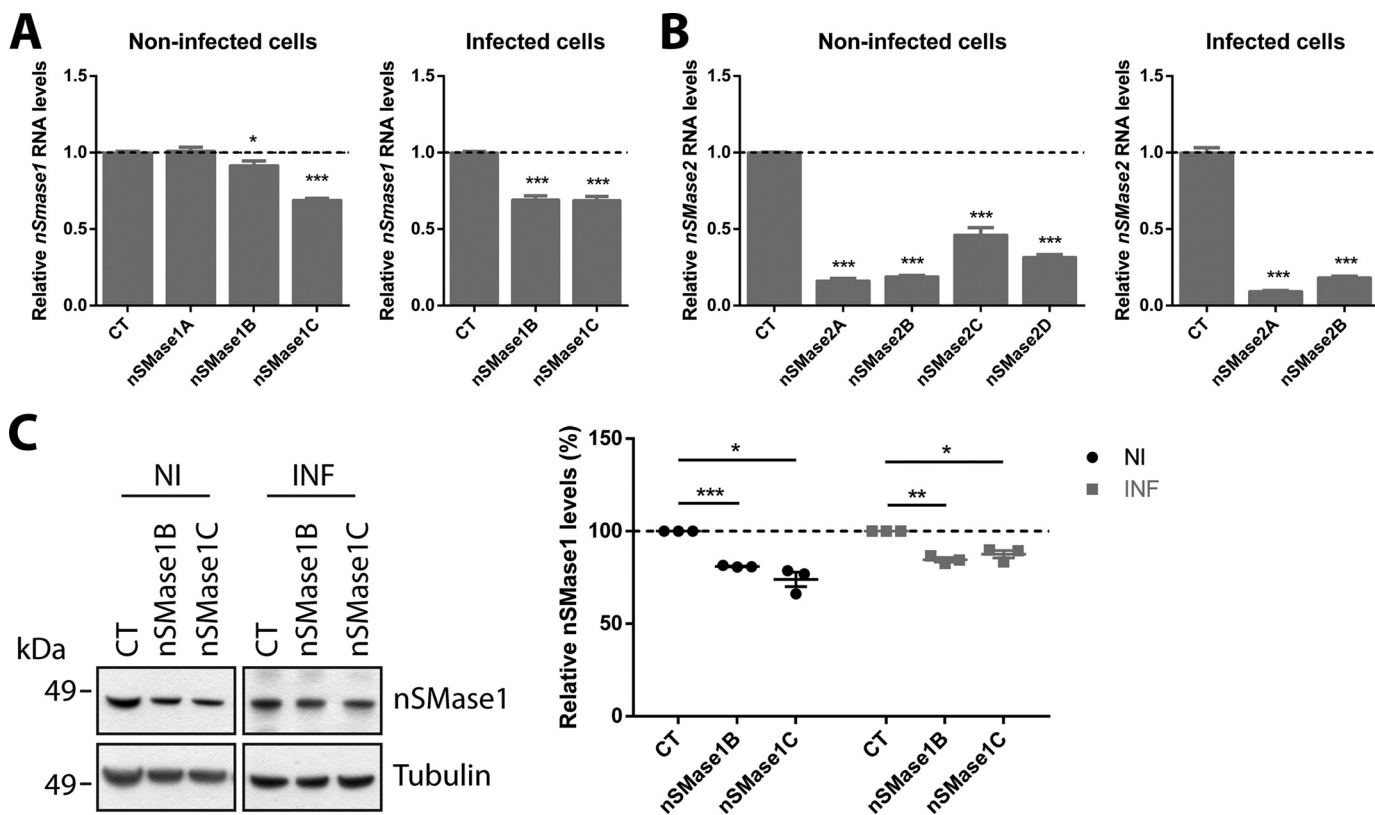 A
Non-infected cells
Relative nSmase1 RNA levels
1.5
1.0
0.5
0.0
*
***
CT
nSMase1A
nSMase1B
nSMase1C
Infected cells
Relative nSmase1 RNA levels
1.5
1.0
0.5
0.0
***
***
CT
nSMase1B
nSMase1C
B
Non-infected cells
Relative nSMase2 RNA levels
1.5
1.0
0.5
0.0
***
***
***
***
CT
nSMase2A
nSMase2B
nSMase2C
nSMase2D
Infected cells
Relative nSMase2 RNA levels
1.5
1.0
0.5
0.0
***
***
CT
nSMase2A
nSMase2B
C
NI
INF
CT
nSMase1B
nSMase1C
CT
nSMase1B
nSMase1C
kDa
49
nSMase1
49
Tubulin
Relative nSMase1 levels (%)
150
100
50
0
*
***
*
**
CT
nSMase1B
nSMase1C
CT
nSMase1B
nSMase1C
NI
INF